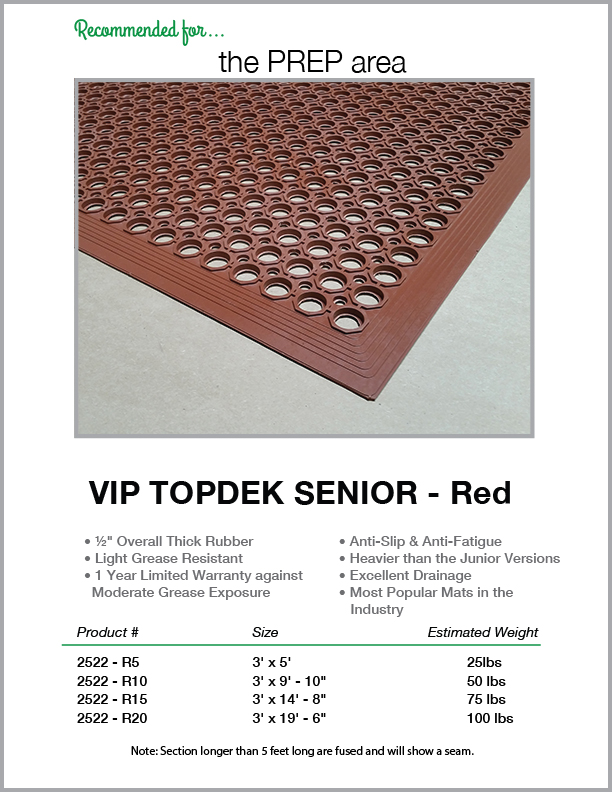 Recommended for...
the PREP area
VIP TOPDEK SENIOR - Red
• ½" Overall Thick Rubber
• Light Grease Resistant
• 1 Year Limited Warranty against
Moderate Grease Exposure
• Anti-Slip & Anti-Fatigue
• Heavier than the Junior Versions
• Excellent Drainage
• Most Popular Mats in the
Industry
Product # Size Estimated Weight
2522 - R5 3' x 5' 25lbs
2522 - R10 3' x 9' - 10" 50 lbs
2522 - R15 3' x 14' - 8" 75 lbs
2522 - R20 3' x 19' - 6" 100 lbs
Note: Section longer than 5 feet long are fused and will show a seam.